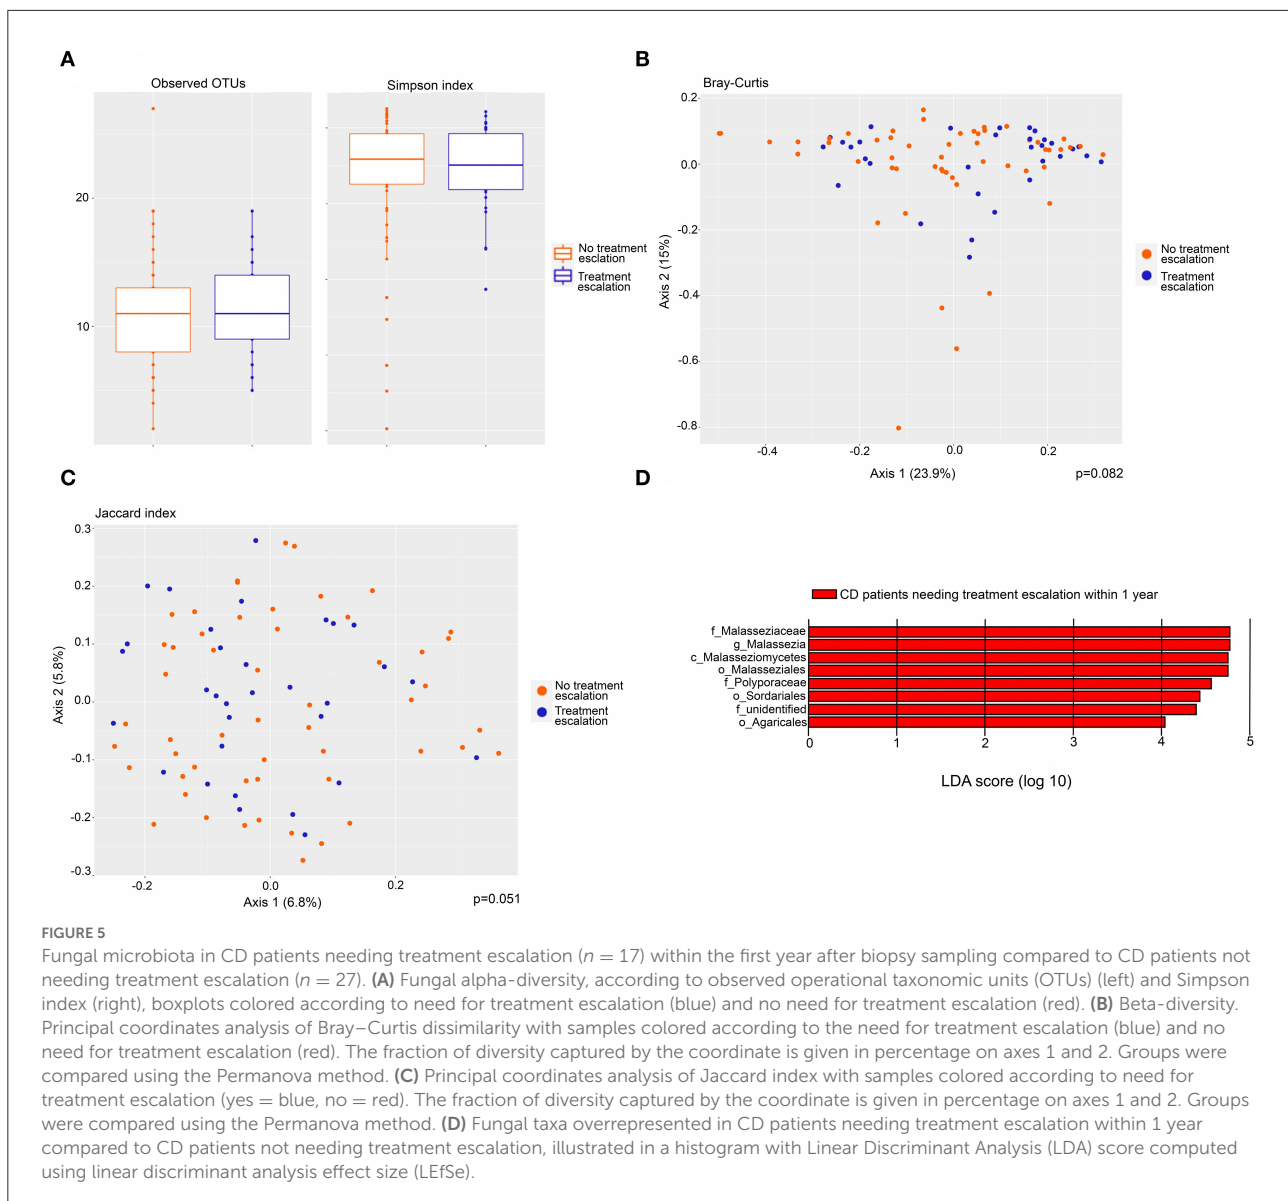 A
Observed OTUs
Simpson index
20
10
No treatment
esclation
Treatment
escalation
B
Bray-Curtis
0.2
0.0
-0.2
-0.4
-0.6
-0.8
Axis 2 (15%)
-0.4
-0.2
0.0
0.2
Axis 1 (23.9%)
p=0.082
No treatment
escalation
Treatment
escalation
C
Jaccard index
0.3
0.2
0.1
0.0
-0.1
-0.2
-0.3
Axis 2 (5.8%)
-0.2
0.0
0.2
Axis 1 (6.8%)
p=0.051
No treatment
escalation
Treatment
escalation
D
CD patients needing treatment escalation within 1 year
f_Malasseziaceae
g_Malassezia
c_Malasseziomycetes
o_Malasseziales
f_Polyporaceae
o_Sordariales
f_unidentified
o_Agaricales
0
1
2
3
4
5
LDA score (log 10)
FIGURE 5
Fungal microbiota in CD patients needing treatment escalation (n = 17) within the first year after biopsy sampling compared to CD patients not
needing treatment escalation (n = 27). (A) Fungal alpha-diversity, according to observed operational taxonomic units (OTUs) (left) and Simpson
index (right), boxplots colored according to need for treatment escalation (blue) and no need for treatment escalation (red). (B) Beta-diversity.
Principal coordinates analysis of Bray–Curtis dissimilarity with samples colored according to the need for treatment escalation (blue) and no
need for treatment escalation (red). The fraction of diversity captured by the coordinate is given in percentage on axes 1 and 2. Groups were
compared using the Permanova method. (C) Principal coordinates analysis of Jaccard index with samples colored according to need for
treatment escalation (yes = blue, no = red). The fraction of diversity captured by the coordinate is given in percentage on axes 1 and 2. Groups
were compared using the Permanova method. (D) Fungal taxa overrepresented in CD patients needing treatment escalation within 1 year
compared to CD patients not needing treatment escalation, illustrated in a histogram with Linear Discriminant Analysis (LDA) score computed
using linear discriminant analysis effect size (LEfSe).